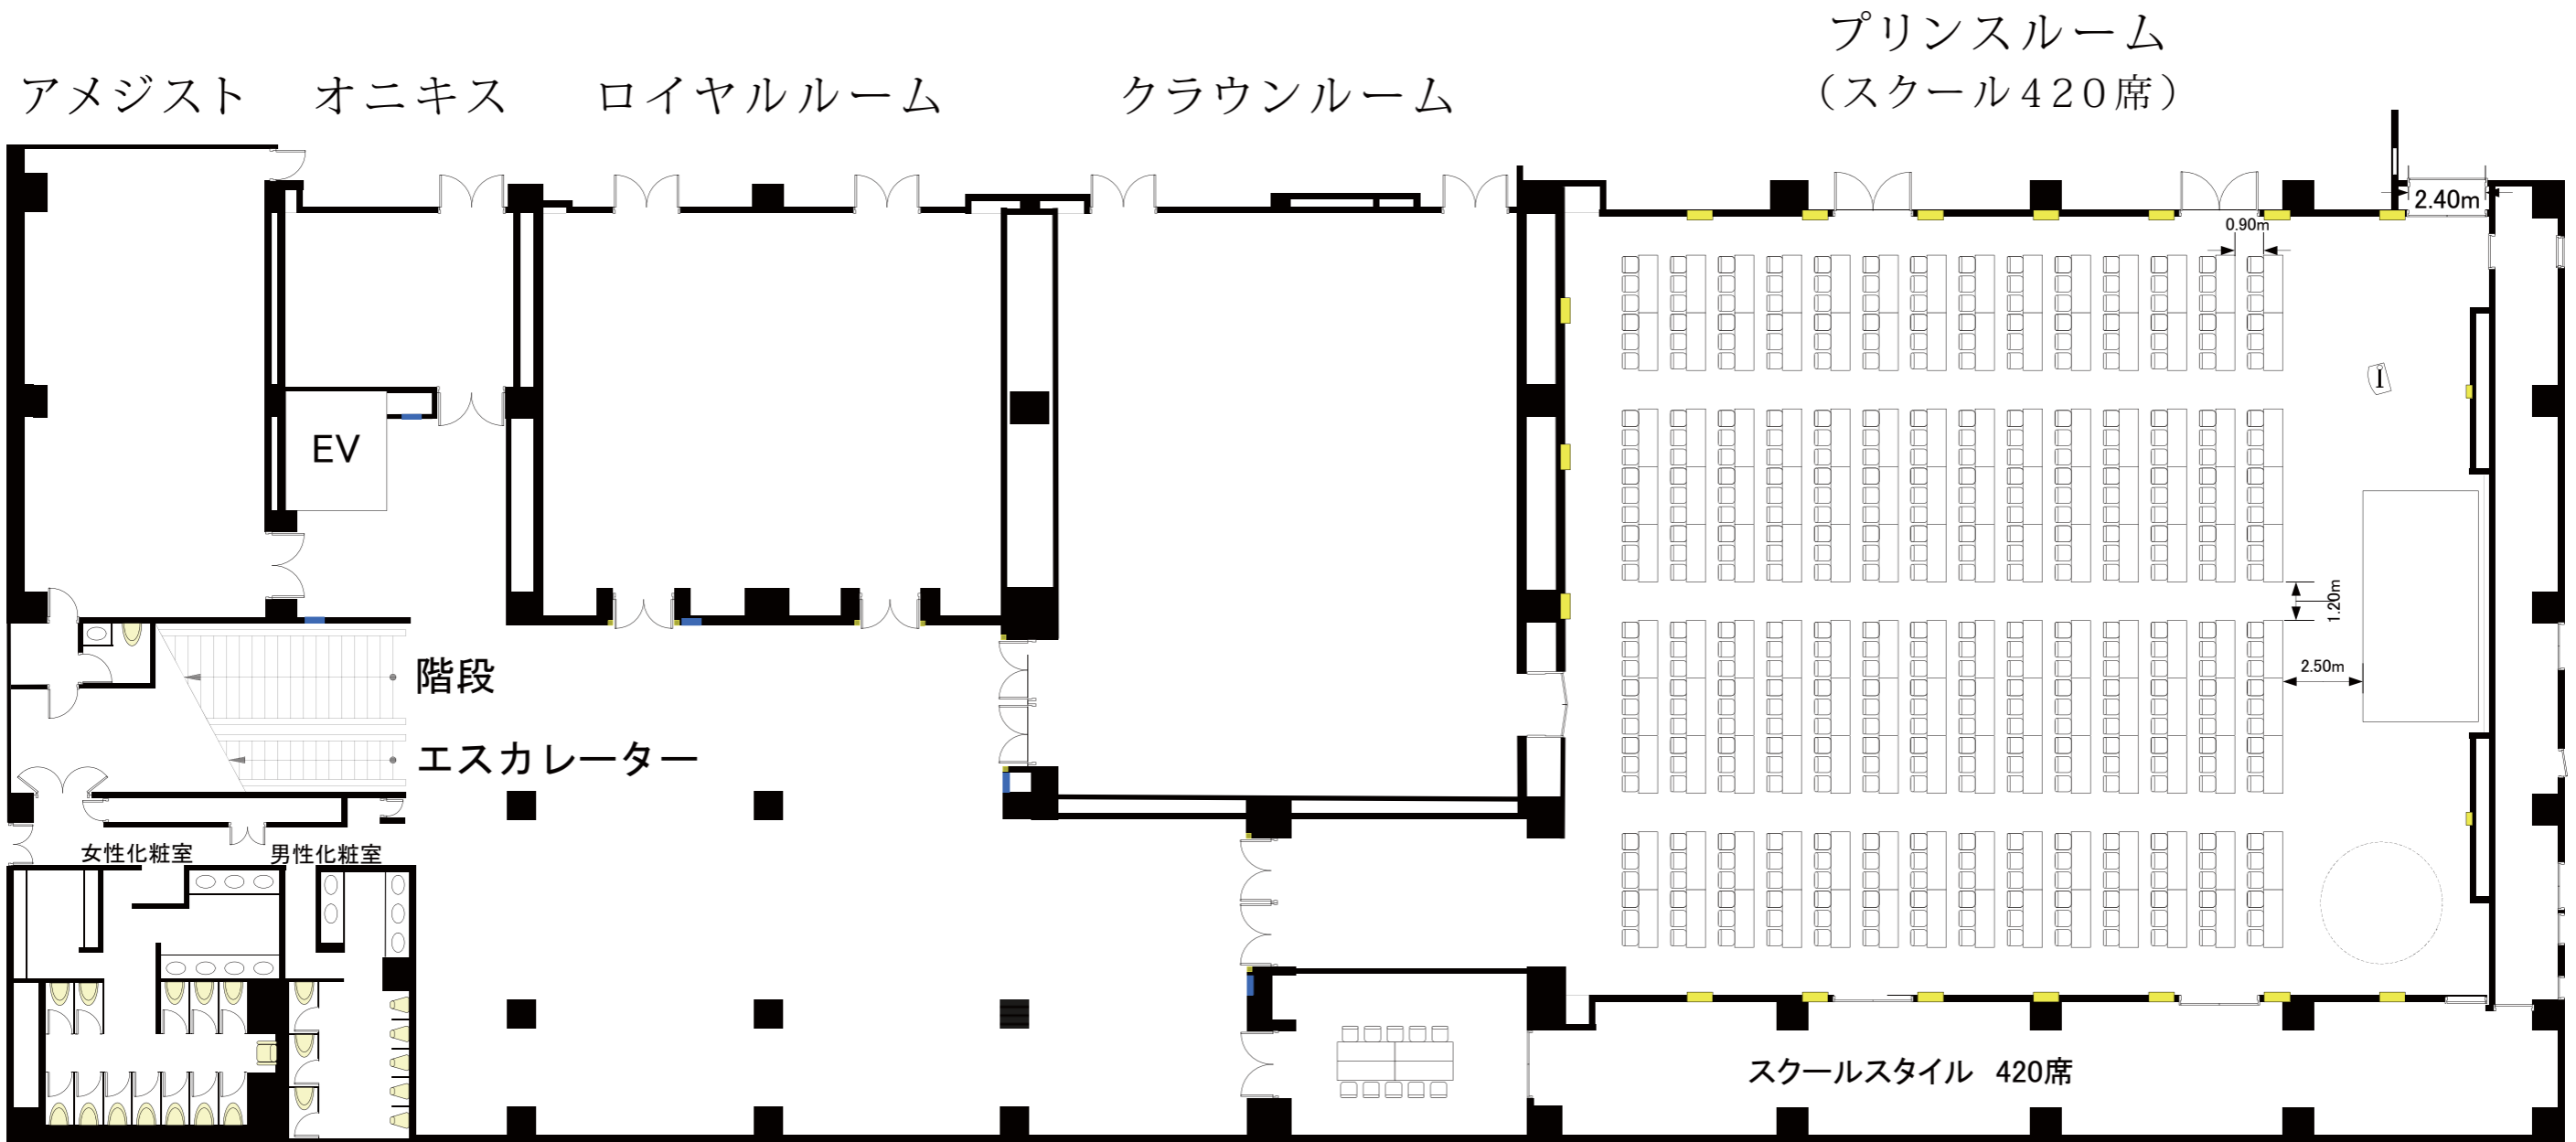 プリンスルーム
アメジスト
オニキス
ロイヤルルーム
クラウンルーム
（スクール420席）
2.40m
0.90m
I
EV
1.20m
2.50m
階段
エスカレーター
女性化粧室
男性化粧室
スクールスタイル 420席